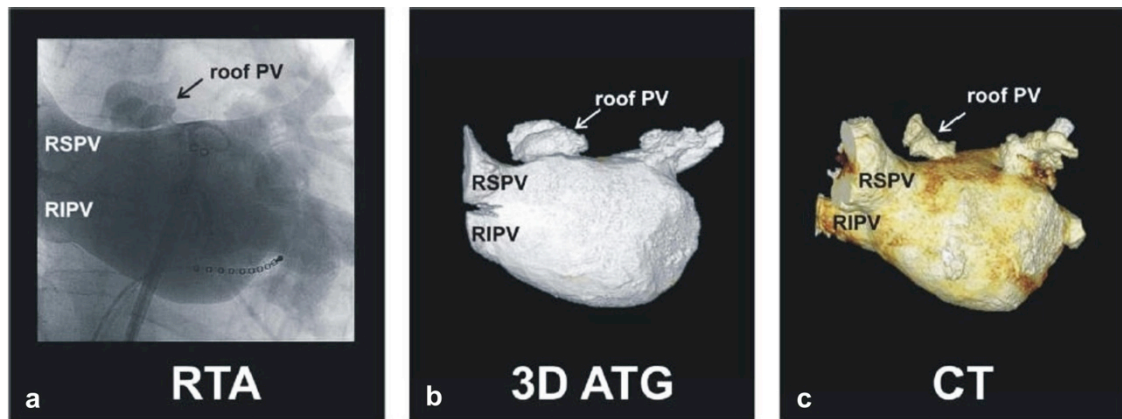 roof PV
RSPV
RIPV
a
RTA
roof PV
RSPV
RIPV
b
3D ATG
roof PV
RSPV
RIPV
c
CT